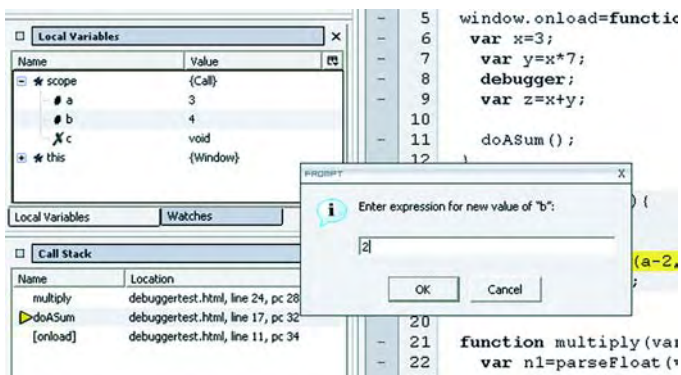 Local Variables
Name Value
scope {Call}
a 3
b 4
c void
this {Window}
Local Variables Watches
Call Stack
Name Location
multiply debuggertest.html, line 24, pc 28
doASum debuggertest.html, line 17, pc 32
[onload] debuggertest.html, line 11, pc 34
5 window.onload=functio
6 var x=3;
7 var y=x*7;
8 debugger;
9 var z=x+y;
10
11 doASum();
12 }
PROMPT X
Enter expression for new value of "b":
2
OK Cancel
){
(a-2,
;
20
21 function multiply(var
22 var n1=parseFloat(v